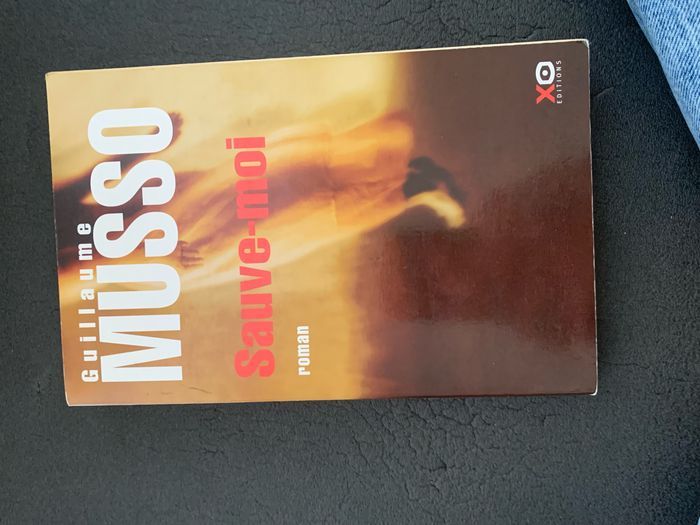 Guillaume
MUSSO
Sauve-moi
roman
XO
EDITIONS